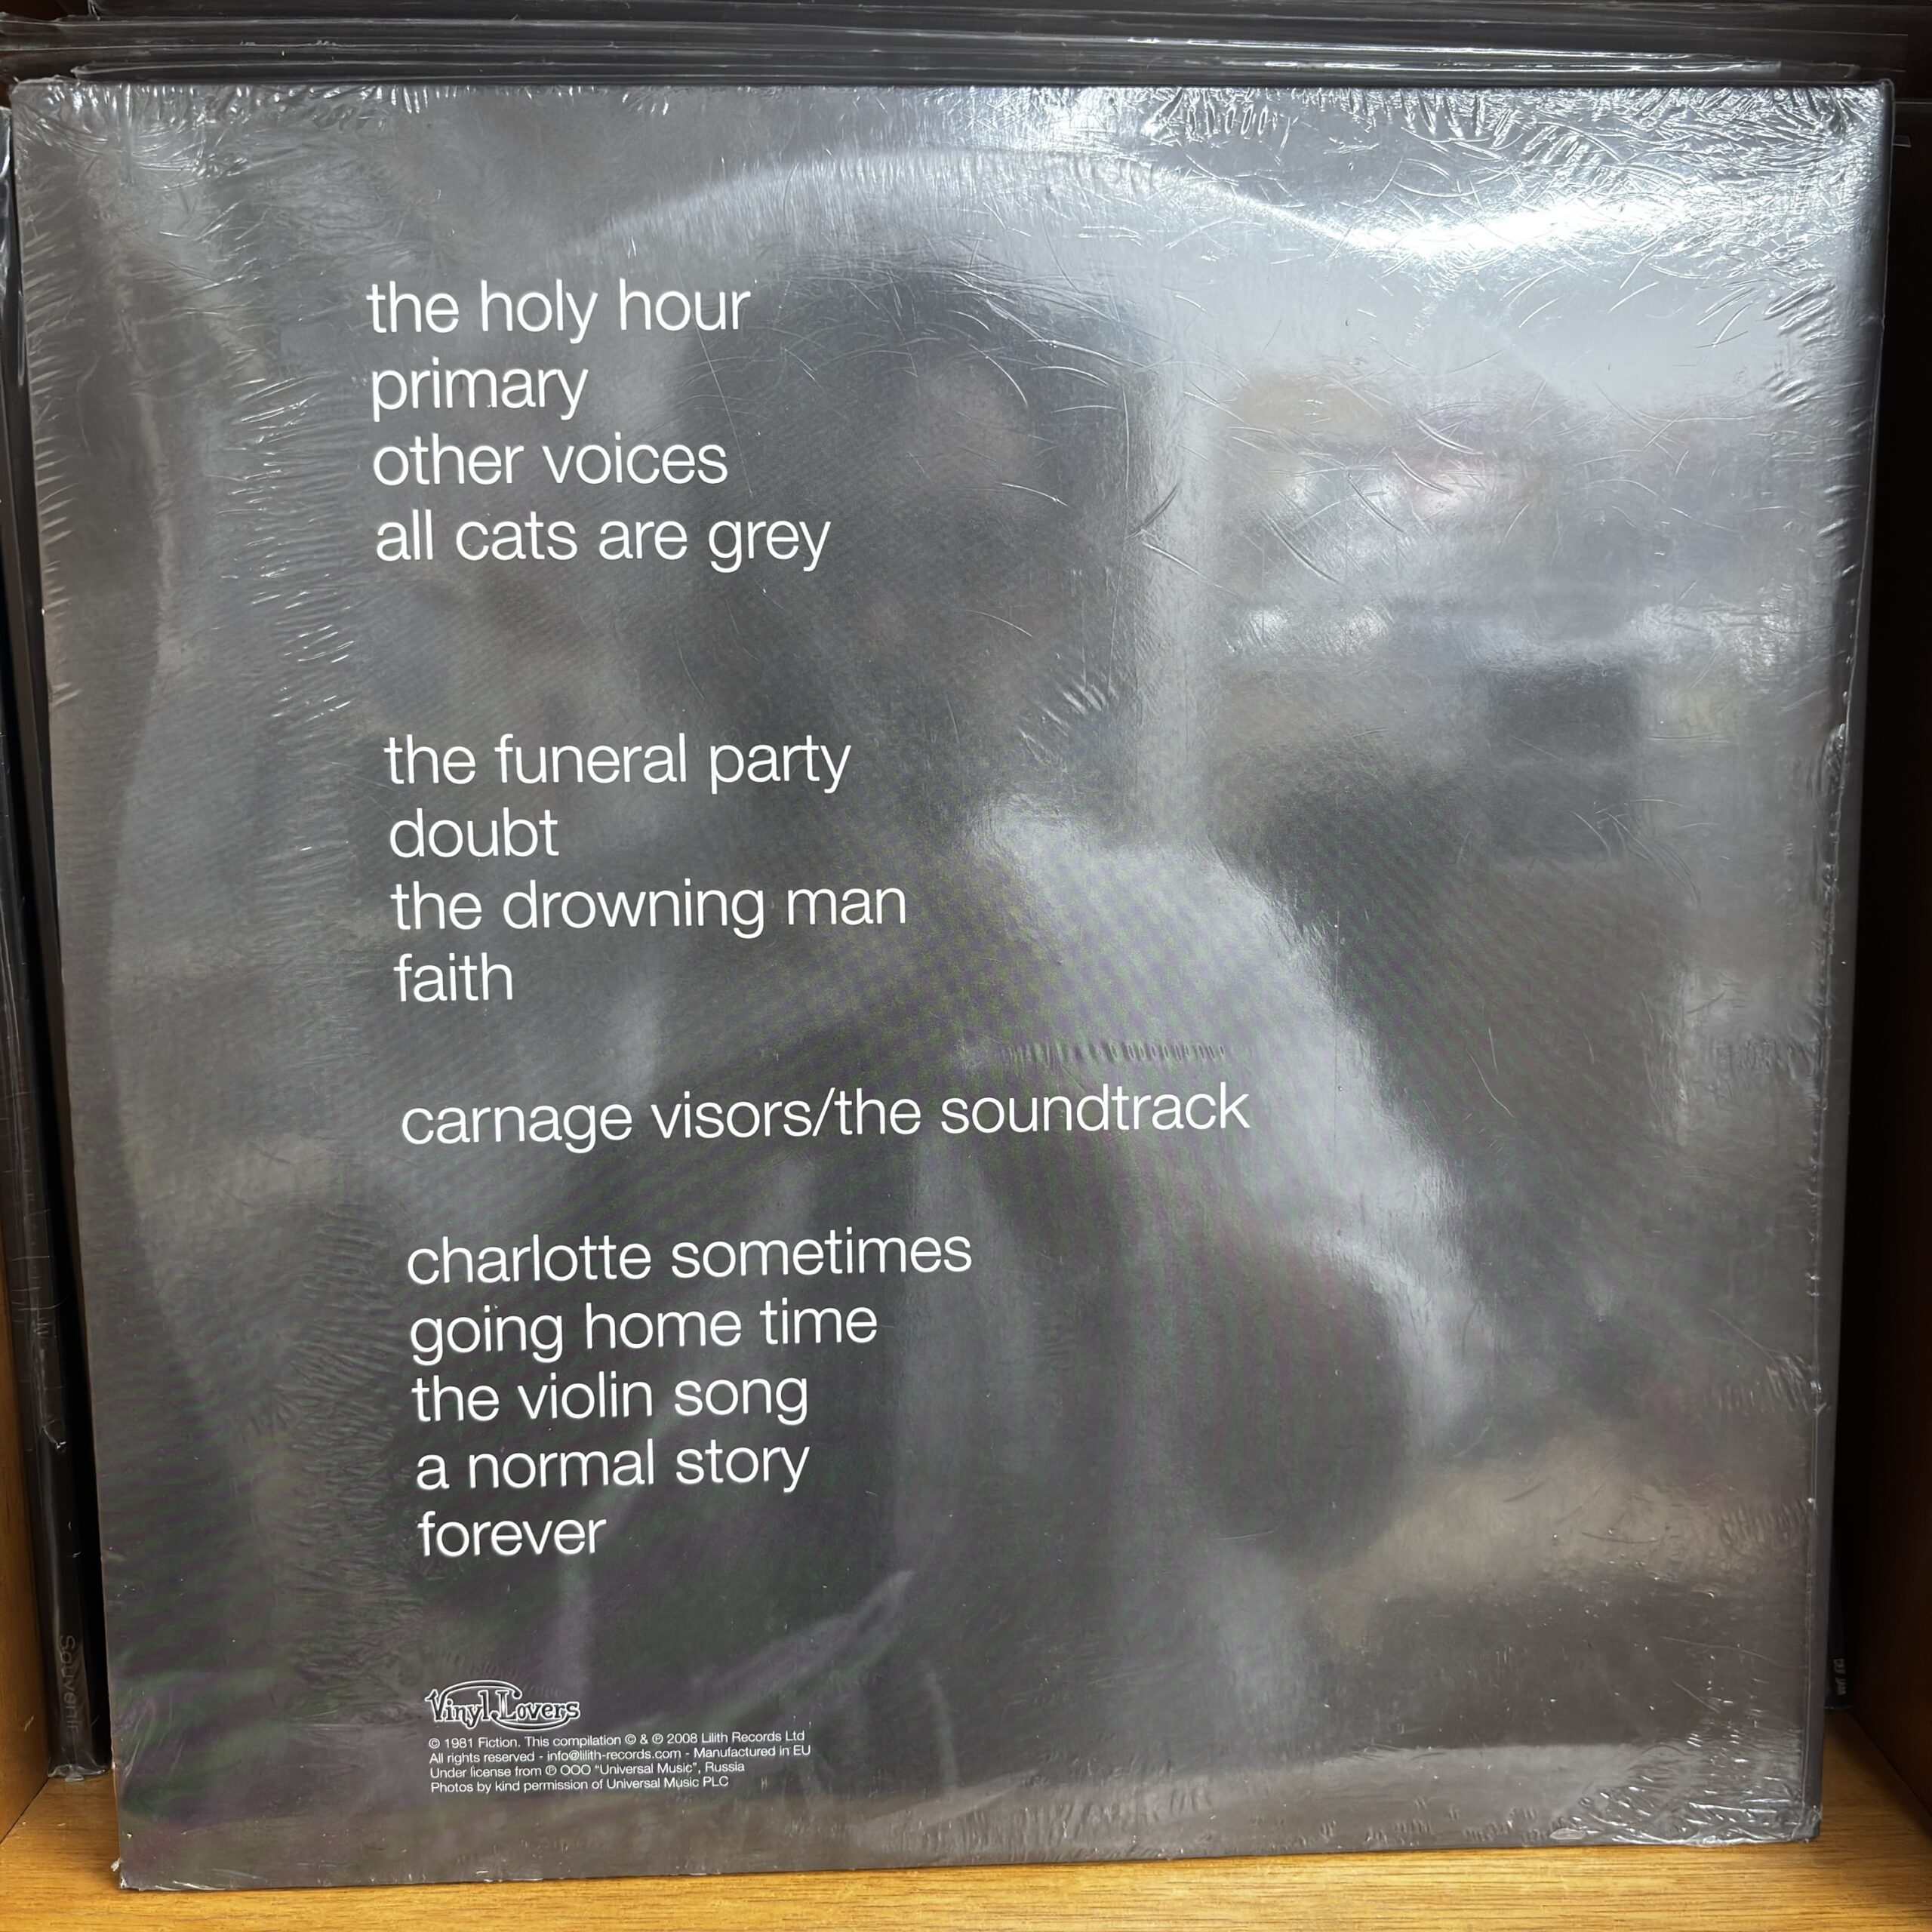 the holy hour
primary
other voices
all cats are grey
the funeral party
doubt
the drowning man
faith
carnage visors/the soundtrack
charlotte sometimes
going home time
the violin song
a normal story
forever
Vinyl Lovers
© 1981 Fiction. This compilation © & ℗ 2008 Lilith Records Ltd
All rights reserved - info@lilith-records.com - Manufactured in EU
Under license from ℗ OOO "Universal Music", Russia
Photos by kind permission of Universal Music PLC
Souvenir